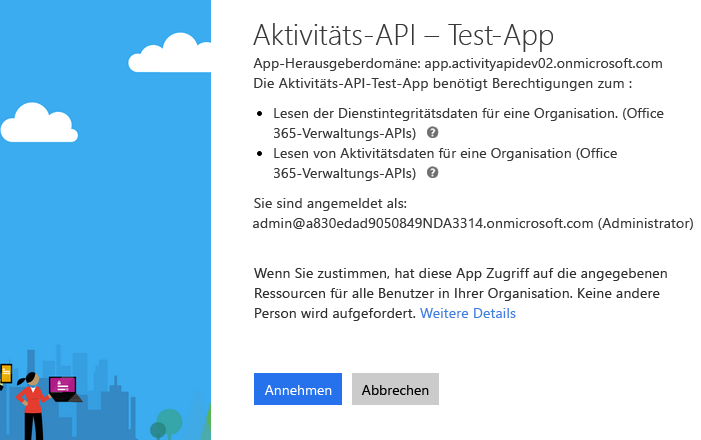 Aktivitäts-API – Test-App
App-Herausgeberdomäne: app.activityapidev02.onmicrosoft.com
Die Aktivitäts-API-Test-App benötigt Berechtigungen zum :
• Lesen der Dienstintegritätsdaten für eine Organisation. (Office
365-Verwaltungs-APIs) ?
• Lesen von Aktivitätsdaten für eine Organisation (Office
365-Verwaltungs-APIs) ?
Sie sind angemeldet als:
admin@a830edad9050849NDA3314.onmicrosoft.com (Administrator)
Wenn Sie zustimmen, hat diese App Zugriff auf die angegebenen
Ressourcen für alle Benutzer in Ihrer Organisation. Keine andere
Person wird aufgefordert. Weitere Details
Annehmen Abbrechen